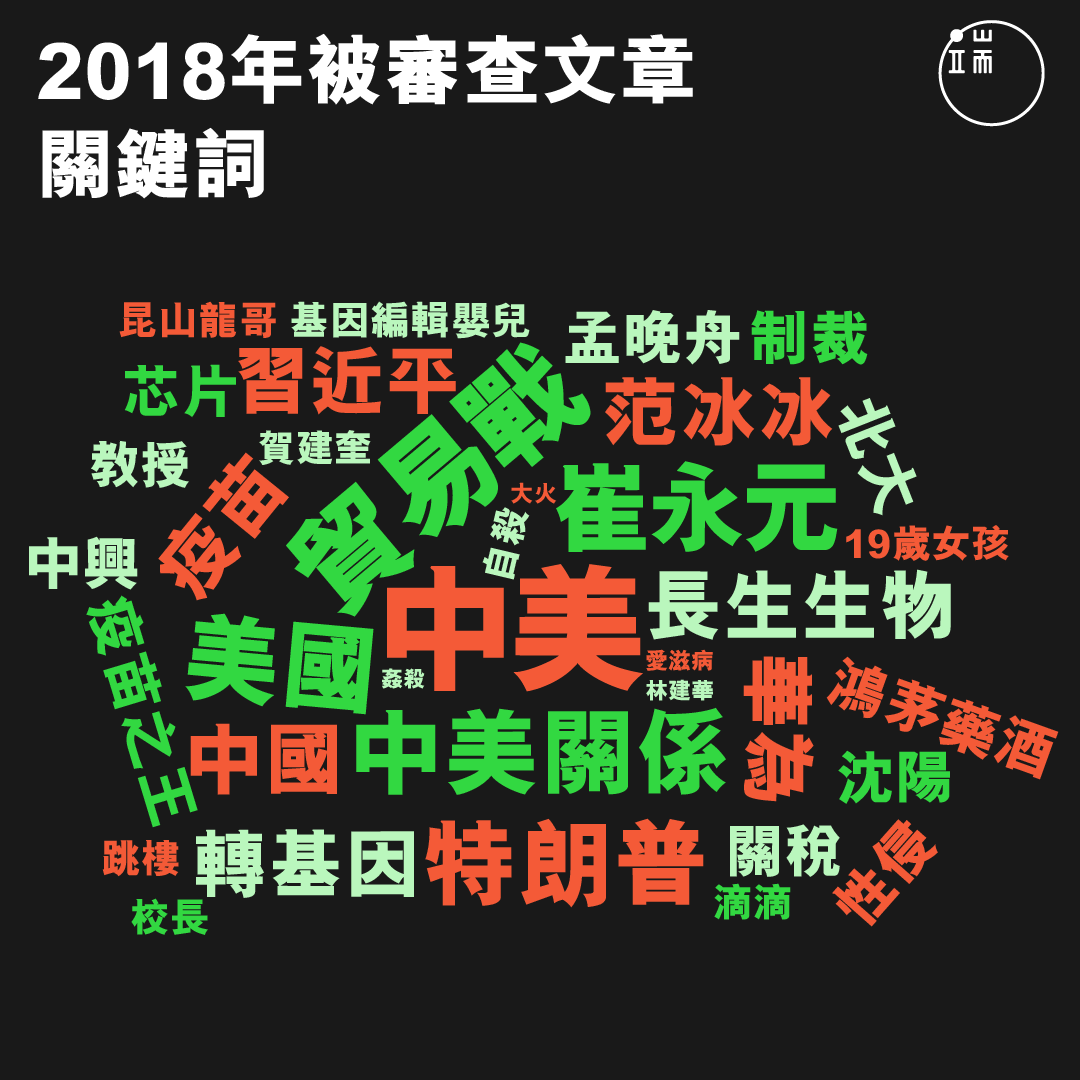 2018年被審查文章
關鍵詞
端
昆山龍哥
基因編輯嬰兒
孟晚舟
制裁
芯片
習近平
貿易戰
范冰冰
北大
教授
賀建奎
疫苗
大火
自殺
崔永元
19歲女孩
中興
中美
長生生物
疫苗之王
美國
姦殺
愛滋病
林建華
華為
鴻茅藥酒
中國
中美關係
沈陽
跳樓
轉基因
特朗普
關稅
性侵
校長
滴滴